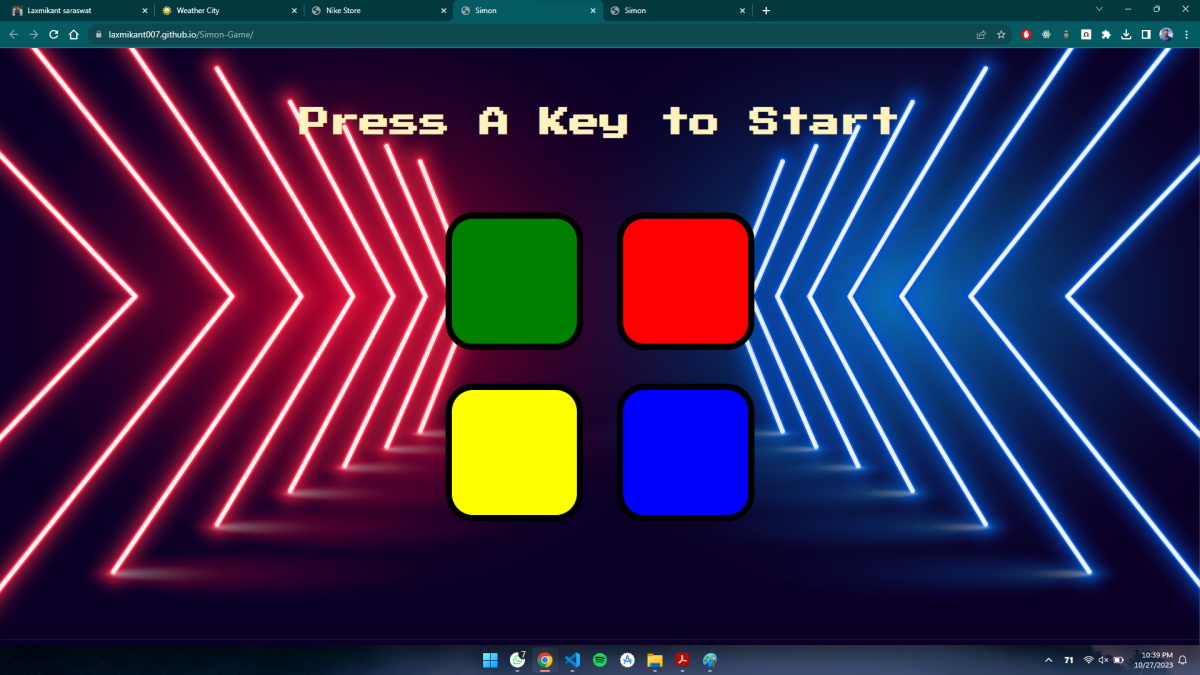 Laxmikant saraswat
Weather City
Nike Store
Simon
Simon
laxmikant007.github.io/Simon-Game/
Press A Key to Start
7
71
10:39 PM
10/27/2023